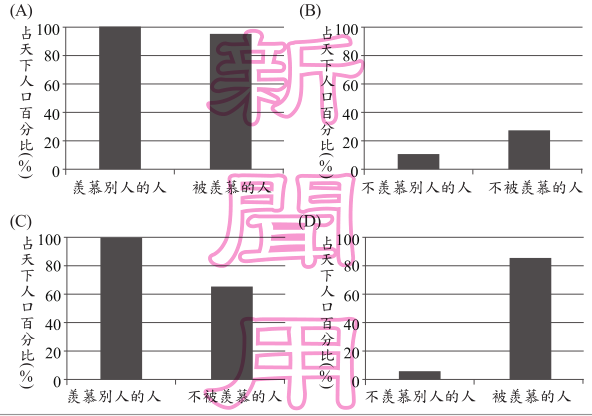 (A)
占天下人口百分比(%)
100
80
60
40
20
0
羨慕別人的人
被羨慕的人
(B)
占天下人口百分比(%)
100
80
60
40
20
0
不羨慕別人的人
不被羨慕的人
(C)
占天下人口百分比(%)
100
80
60
40
20
0
羨慕別人的人
不被羨慕的人
(D)
占天下人口百分比(%)
100
80
60
40
20
0
不羨慕別人的人
被羨慕的人
新聞用